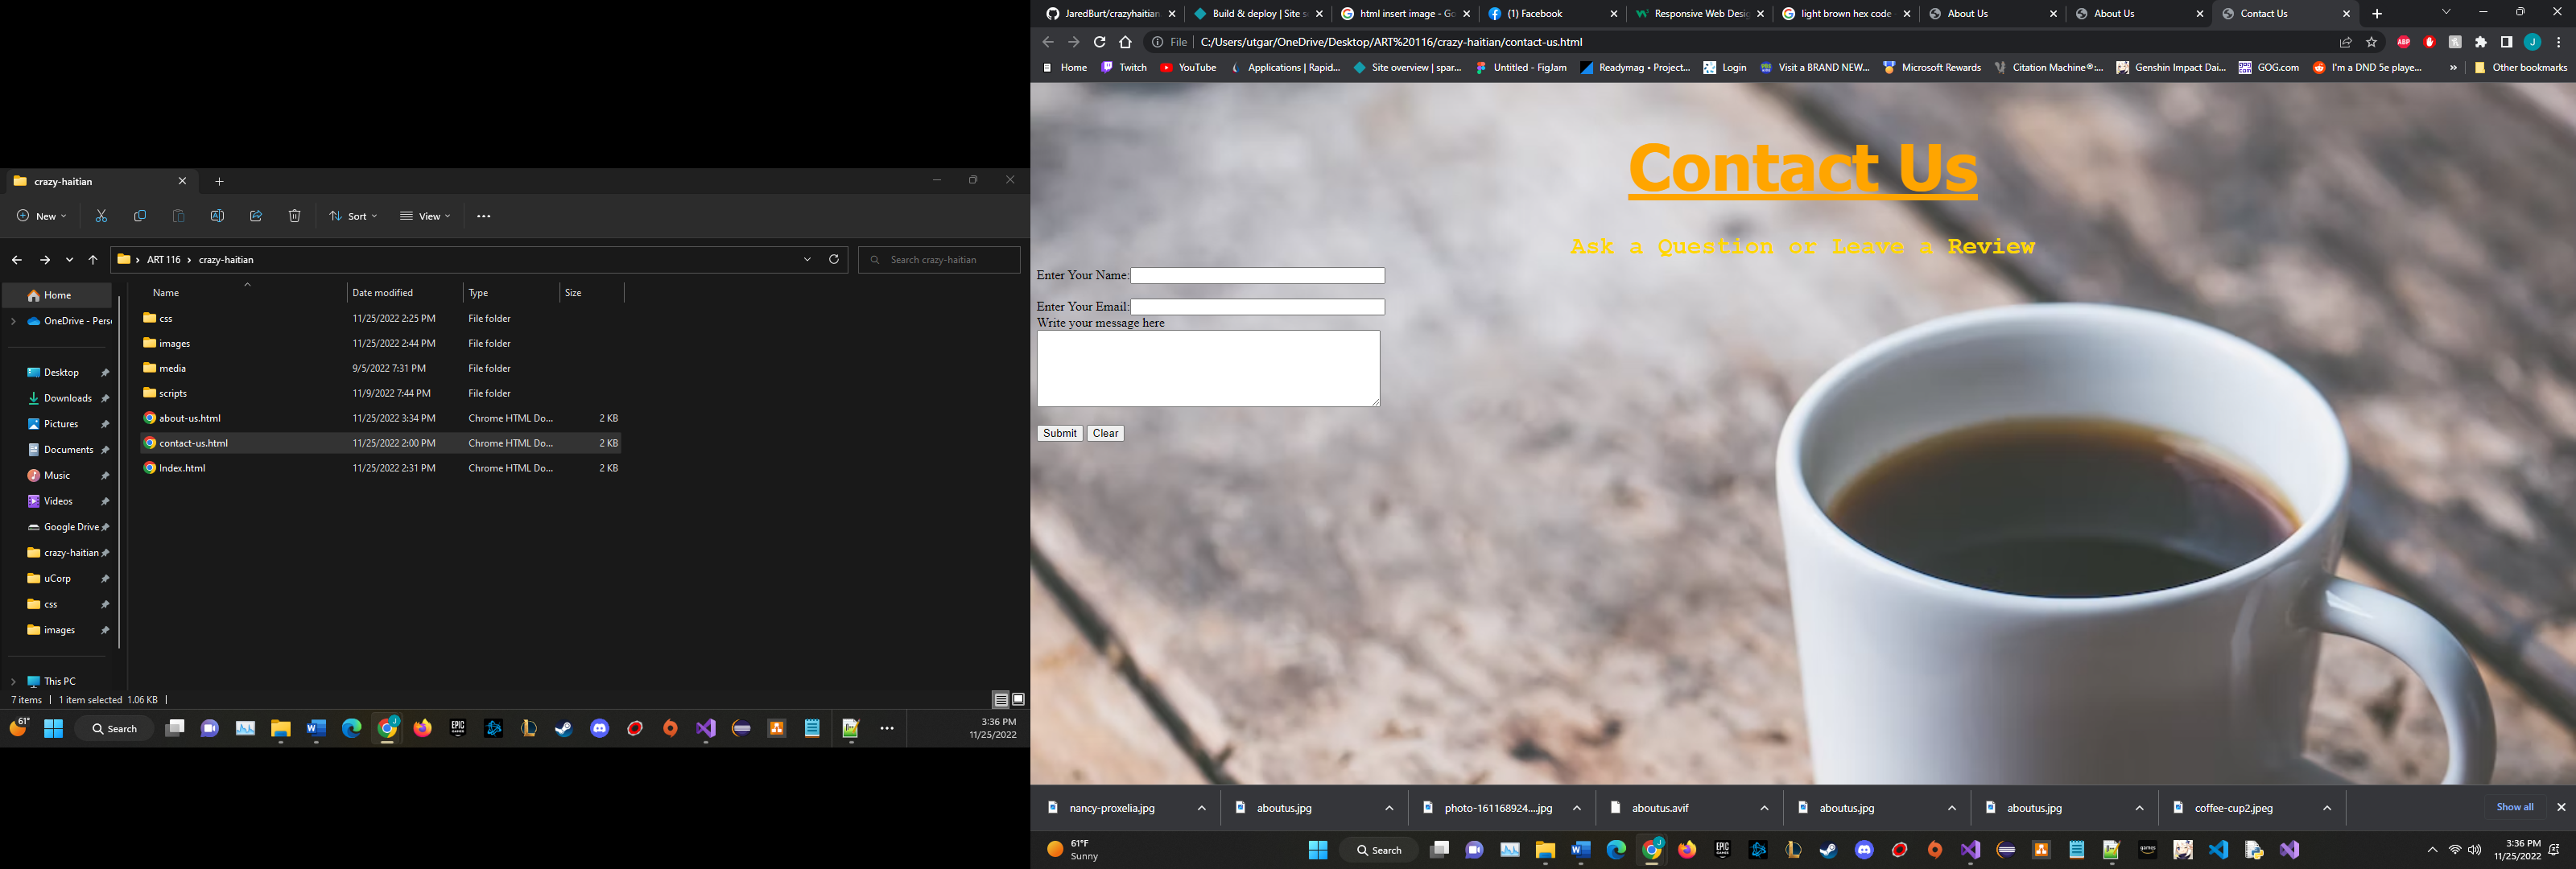 crazy-haitian
New
Sort
View
ART 116
crazy-haitian
Search crazy-haitian
Home
OneDrive - Pers
Desktop
Downloads
Pictures
Documents
Music
Videos
Google Drive
crazy-haitian
uCorp
css
images
This PC
Name Date modified Type Size
css 11/25/2022 2:25 PM File folder
images 11/25/2022 2:44 PM File folder
media 9/5/2022 7:31 PM File folder
scripts 11/9/2022 7:44 PM File folder
about-us.html 11/25/2022 3:34 PM Chrome HTML Do... 2 KB
contact-us.html 11/25/2022 2:00 PM Chrome HTML Do... 2 KB
Index.html 11/25/2022 2:31 PM Chrome HTML Do... 2 KB
7 items 1 item selected 1.06 KB
61°
Search
3:36 PM
11/25/2022
JaredBurt/crazyhaitian
Build & deploy | Site s
html insert image - Go
(1) Facebook
Responsive Web Desig
light brown hex code
About Us
About Us
Contact Us
File C:/Users/utgar/OneDrive/Desktop/ART%20116/crazy-haitian/contact-us.html
ABP
J
Home
Twitch
YouTube
Applications | Rapid...
Site overview | spar...
Untitled - FigJam
Readymag • Project...
Login
Visit a BRAND NEW...
Microsoft Rewards
Citation Machine®:...
Genshin Impact Dai...
GOG.com
I'm a DND 5e playe...
»
Other bookmarks
Contact Us
Ask a Question or Leave a Review
Enter Your Name:
Enter Your Email:
Write your message here
Submit Clear
nancy-proxelia.jpg
aboutus.jpg
photo-161168924....jpg
aboutus.avif
aboutus.jpg
aboutus.jpg
coffee-cup2.jpeg
Show all
61°F
Sunny
Search
3:36 PM
11/25/2022